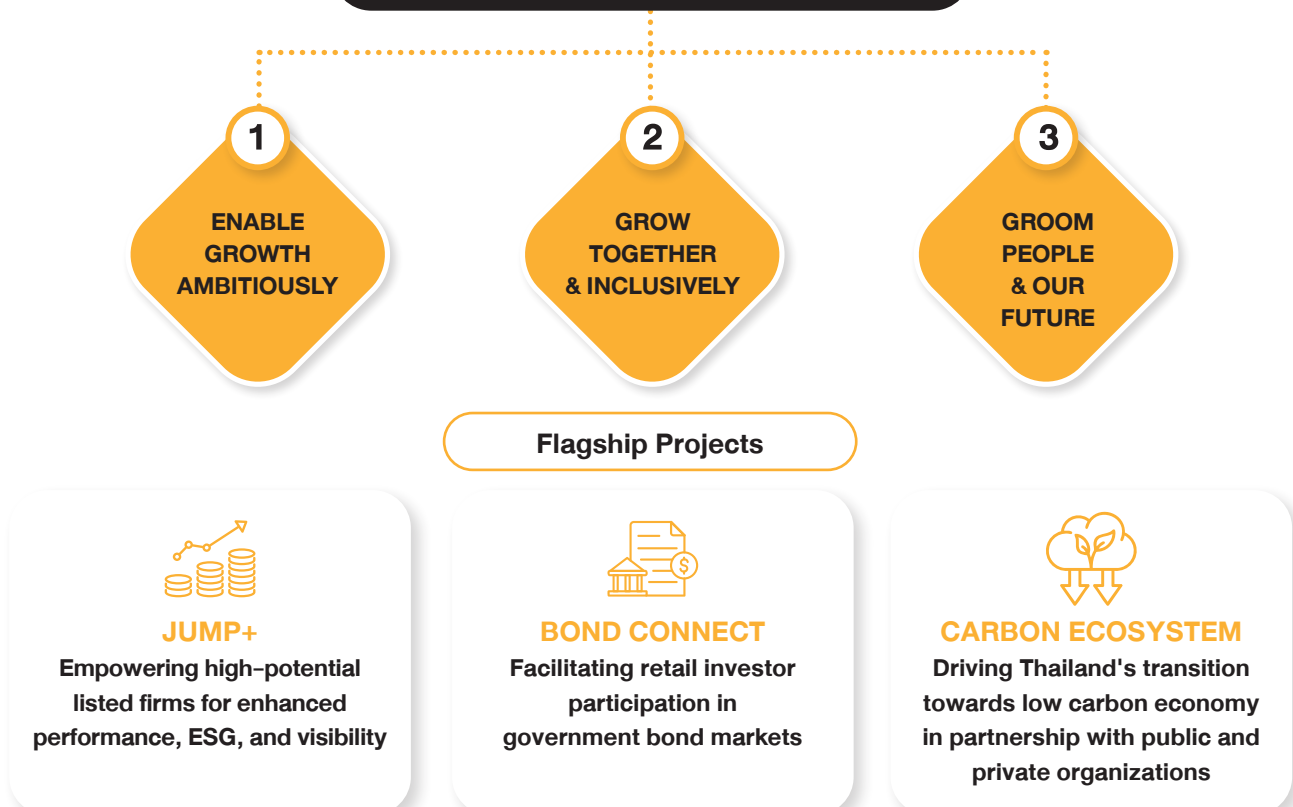 1
ENABLE
GROWTH
AMBITIOUSLY
2
GROW
TOGETHER
& INCLUSIVELY
3
GROOM
PEOPLE
& OUR
FUTURE
Flagship Projects
$
JUMP+
Empowering high-potential
listed firms for enhanced
performance, ESG, and visibility
BOND CONNECT
Facilitating retail investor
participation in
government bond markets
CARBON ECOSYSTEM
Driving Thailand's transition
towards low carbon economy
in partnership with public and
private organizations